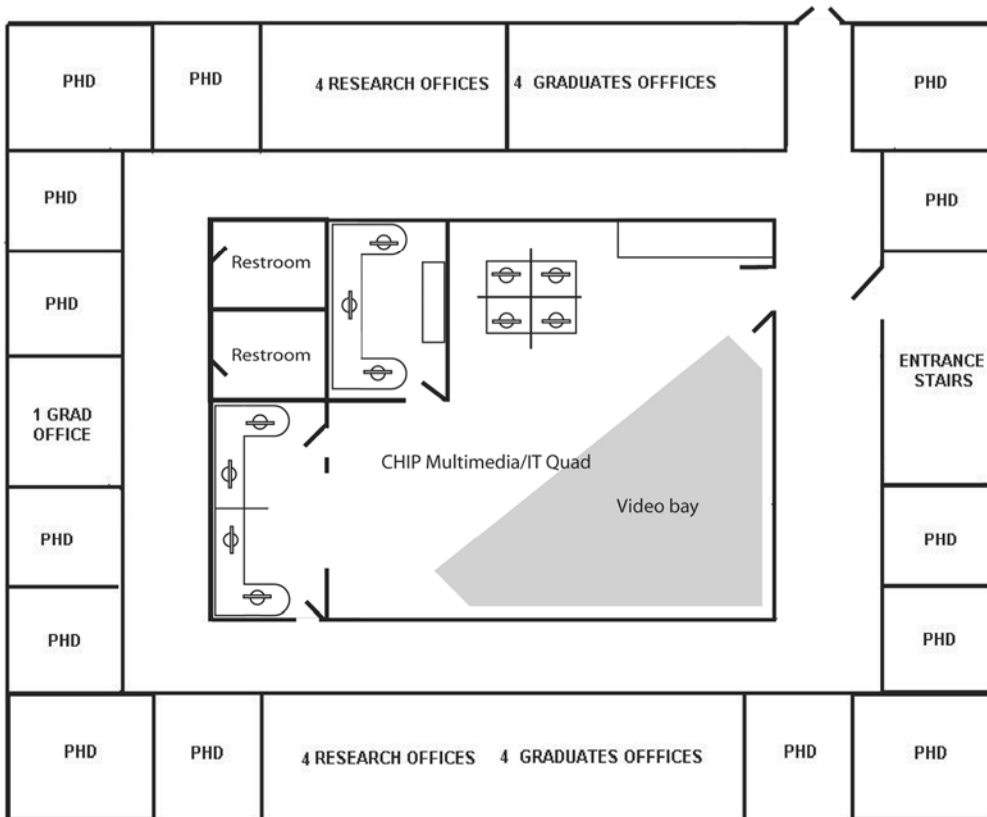 PHD
PHD
4 RESEARCH OFFICES
4 GRADUATES OFFFICES
PHD
PHD
PHD
Restroom
PHD
Restroom
ENTRANCE
STAIRS
1 GRAD
OFFICE
CHIP Multimedia/IT Quad
Video bay
PHD
PHD
PHD
PHD
PHD
PHD
4 RESEARCH OFFICES
4 GRADUATES OFFFICES
PHD
PHD